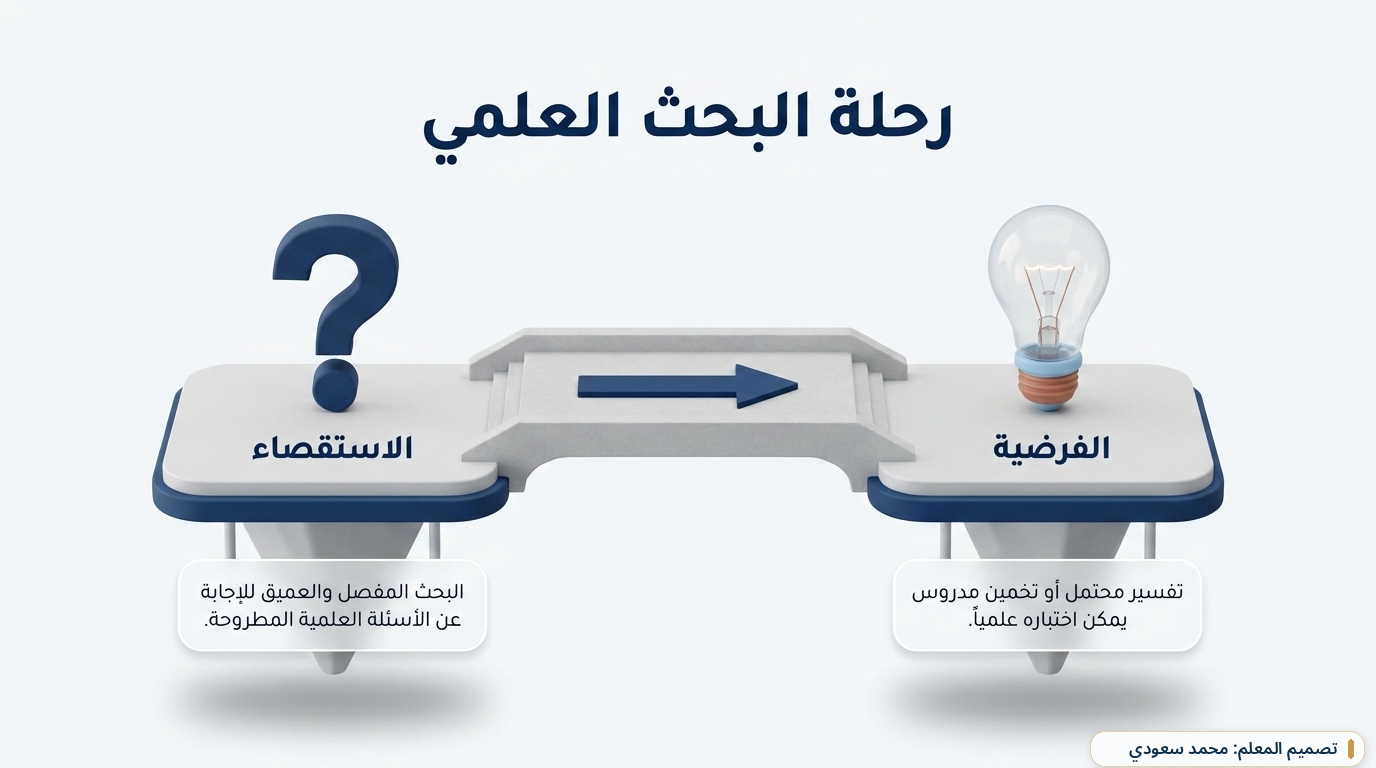 رحلة البحث العلمي
الفرضية
تفسير محتمل أو تخمين مدروس
يمكن اختباره علمياً.
الاستقصاء
البحث المفصل والعميق للإجابة
عن الأسئلة العلمية المطروحة.
تصميم المعلم: محمد سعودي